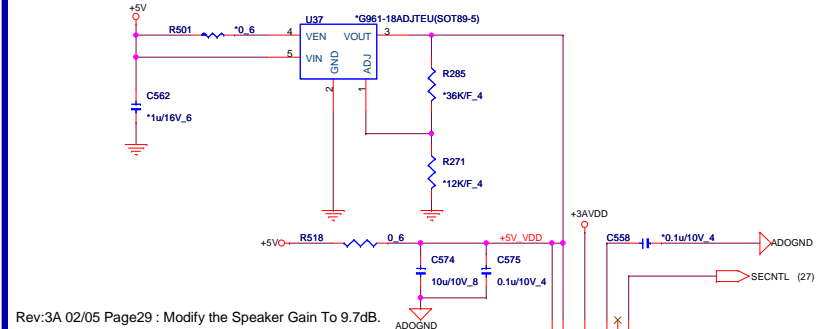 +5V
R501 *0_6
U37 *G961-18ADJTEU(SOT89-5)
4 VEN VOUT 3
5 VIN GND ADJ
2 1
C562
*1u/16V_6
R285
*36K/F_4
R271
*12K/F_4
+5V R518 0_6 +5V_VDD
+3AVDD
C558 *0.1u/10V_4 ADOGND
C574 C575
10u/10V_8 0.1u/10V_4
SECNTL (27)
Rev:3A 02/05 Page29 : Modify the Speaker Gain To 9.7dB.
ADOGND